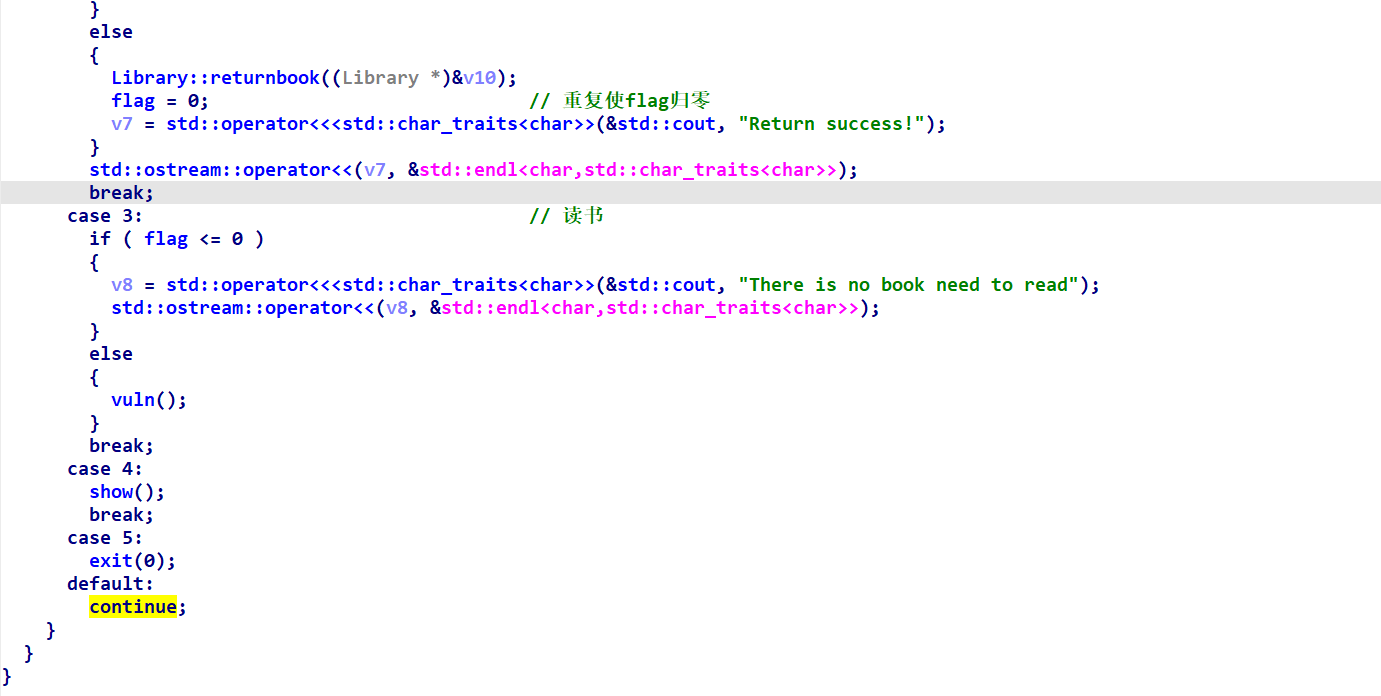 }
else
{
Library::returnbook((Library *)&v10);
flag = 0; // 重复使flag归零
v7 = std::operator<<<std::char_traits<char>>(&std::cout, "Return success!");
}
std::ostream::operator<<(v7, &std::endl<char,std::char_traits<char>>);
break;
case 3: // 读书
if ( flag <= 0 )
{
v8 = std::operator<<<std::char_traits<char>>(&std::cout, "There is no book need to read");
std::ostream::operator<<(v8, &std::endl<char,std::char_traits<char>>);
}
else
{
vuln();
}
break;
case 4:
show();
break;
case 5:
exit(0);
default:
continue;
}
}
}